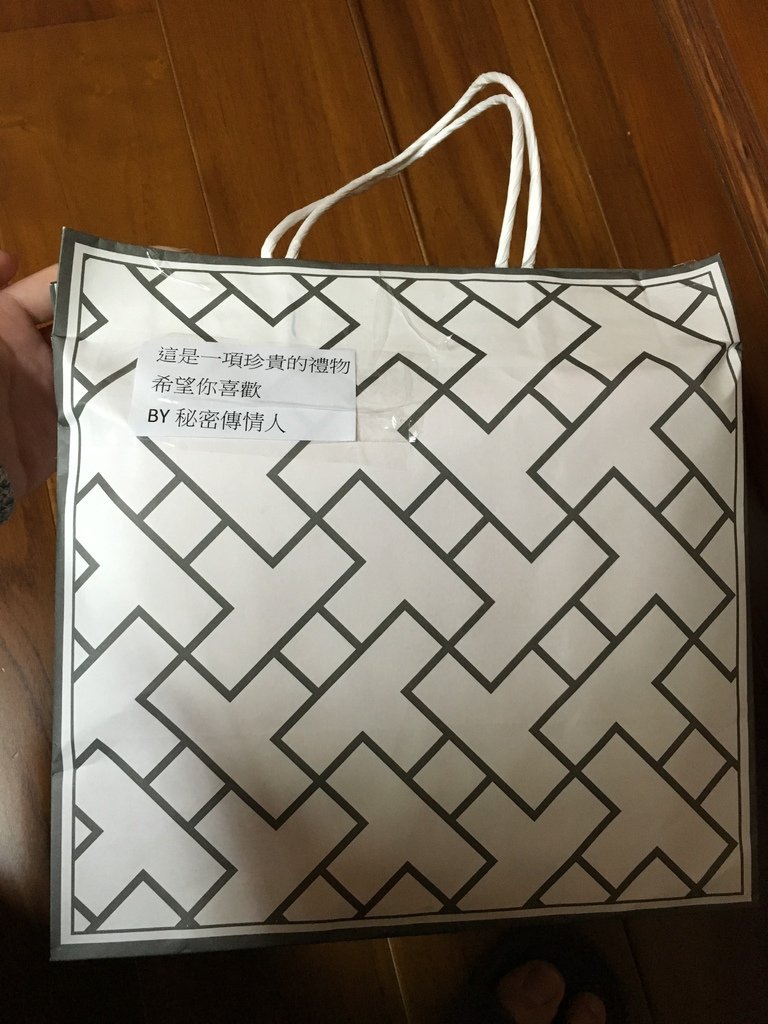 這是一項珍貴的禮物
希望你喜歡
BY 秘密傳情人